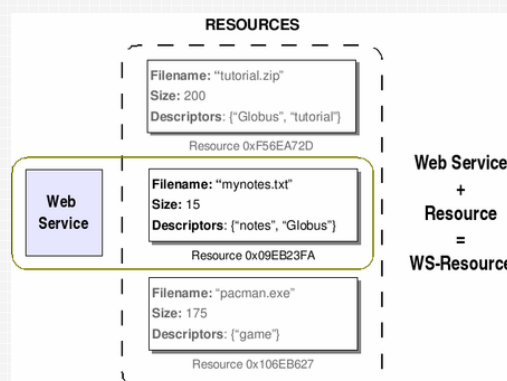 RESOURCES
Filename: “tutorial.zip”
Size: 200
Descriptors: {“Globus”, “tutorial”}
Resource 0xF56EA72D
Web
Service
Filename: “mynotes.txt”
Size: 15
Descriptors: {“notes”, “Globus”}
Resource 0x09EB23FA
Filename: “pacman.exe”
Size: 175
Descriptors: {“game”}
Resource 0x106EB627
Web Service
+
Resource
=
WS-Resource